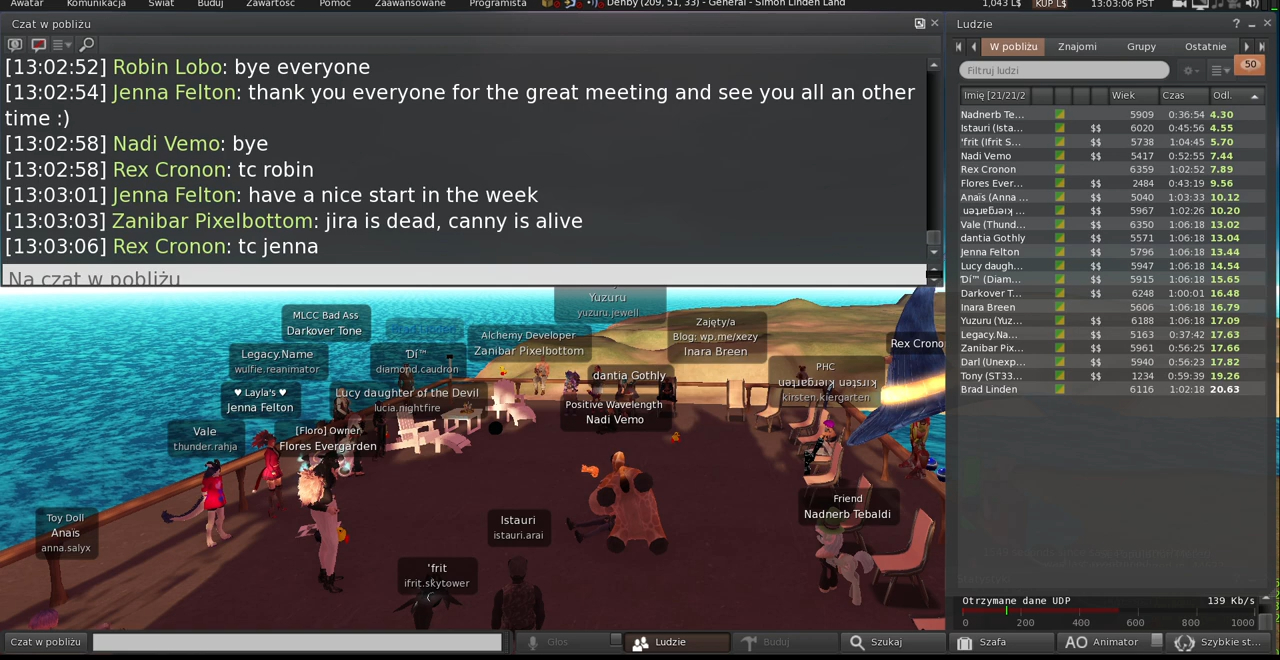 Awatar Komunikacja Świat Buduj Zawartość Pomoc Zaawansowane Programista Denby (209, 51, 33) - General - Simon Linden Land 1,043 L$ KUP L$ 13:03:06 PST
Czat w pobliżu
[13:02:52] Robin Lobo: bye everyone
[13:02:54] Jenna Felton: thank you everyone for the great meeting and see you all an other
time :)
[13:02:58] Nadi Vemo: bye
[13:02:58] Rex Cronon: tc robin
[13:03:01] Jenna Felton: have a nice start in the week
[13:03:03] Zanibar Pixelbottom: jira is dead, canny is alive
[13:03:06] Rex Cronon: tc jenna
Na czat w pobliżu
Yuzuru
yuzuru.jewell
MLCC Bad Ass
Darkover Tone
Brad Linden
Alchemy Developer
Zanibar Pixelbottom
Zajęty/a
Blog: wp.me/xezy
Inara Breen
Rex Crono
Legacy.Name
wulfie.reanimator
Ɗí™
diamond.caudron
dantia Gothly
PHC
kirsten.kiergarten
♥ Layla's ♥
Jenna Felton
Lucy daughter of the Devil
lucia.nightfire
Positive Wavelength
Nadi Vemo
Vale
thunder.rahja
[Floro] Owner
Flores Evergarden
Friend
Nadnerb Tebaldi
Toy Doll
Anaïs
anna.salyx
Istauri
istauri.arai
'frit
ifrit.skytower
Czat w pobliżu Głos Ludzie Buduj Szukaj
Ludzie
W pobliżu Znajomi Grupy Ostatnie
Filtruj ludzi 50
Imię [21/21/2 Wiek Czas Odl.
Nadnerb Te... 5909 0:36:54 4.30
Istauri (Ista... $$ 6020 0:45:56 4.55
'frit (Ifrit S... $$ 5738 1:04:45 5.70
Nadi Vemo $$ 5417 0:52:55 7.44
Rex Cronon 6359 1:02:52 7.89
Flores Ever... $$ 2484 0:43:19 9.56
Anaïs (Anna ... $$ 5040 1:03:33 10.12
$$ 5967 1:02:26 10.20
Vale (Thund... $$ 6350 1:06:18 13.02
dantia Gothly $$ 5571 1:06:18 13.04
Jenna Felton $$ 5796 1:06:18 13.44
Lucy daugh... $$ 5947 1:06:18 14.54
Ɗí™ (Diam... $$ 5915 1:06:18 15.65
Darkover T... $$ 6248 1:00:01 16.48
Inara Breen 5606 1:06:18 16.79
Yuzuru (Yuz... $$ 6188 1:06:18 17.09
Legacy.Na... $$ 5163 0:37:42 17.63
Zanibar Pix... $$ 5961 0:56:25 17.66
Darl (Unexp... $$ 5940 0:56:23 17.82
Tony (ST33... $$ 1234 0:59:39 19.26
Brad Linden 6116 1:02:18 20.63
Otrzymane dane UDP 139 Kb/s
0 200 400 600 800 1000
Szafa AO Animator Szybkie st...